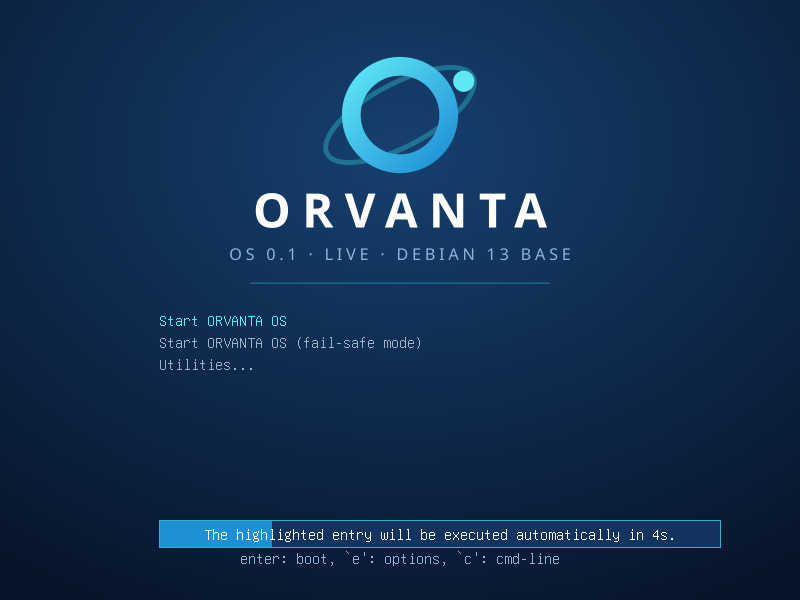 ORVANTA
OS 0.1 · LIVE · DEBIAN 13 BASE
Start ORVANTA OS
Start ORVANTA OS (fail-safe mode)
Utilities...
The highlighted entry will be executed automatically in 4s.
enter: boot, `e': options, `c': cmd-line